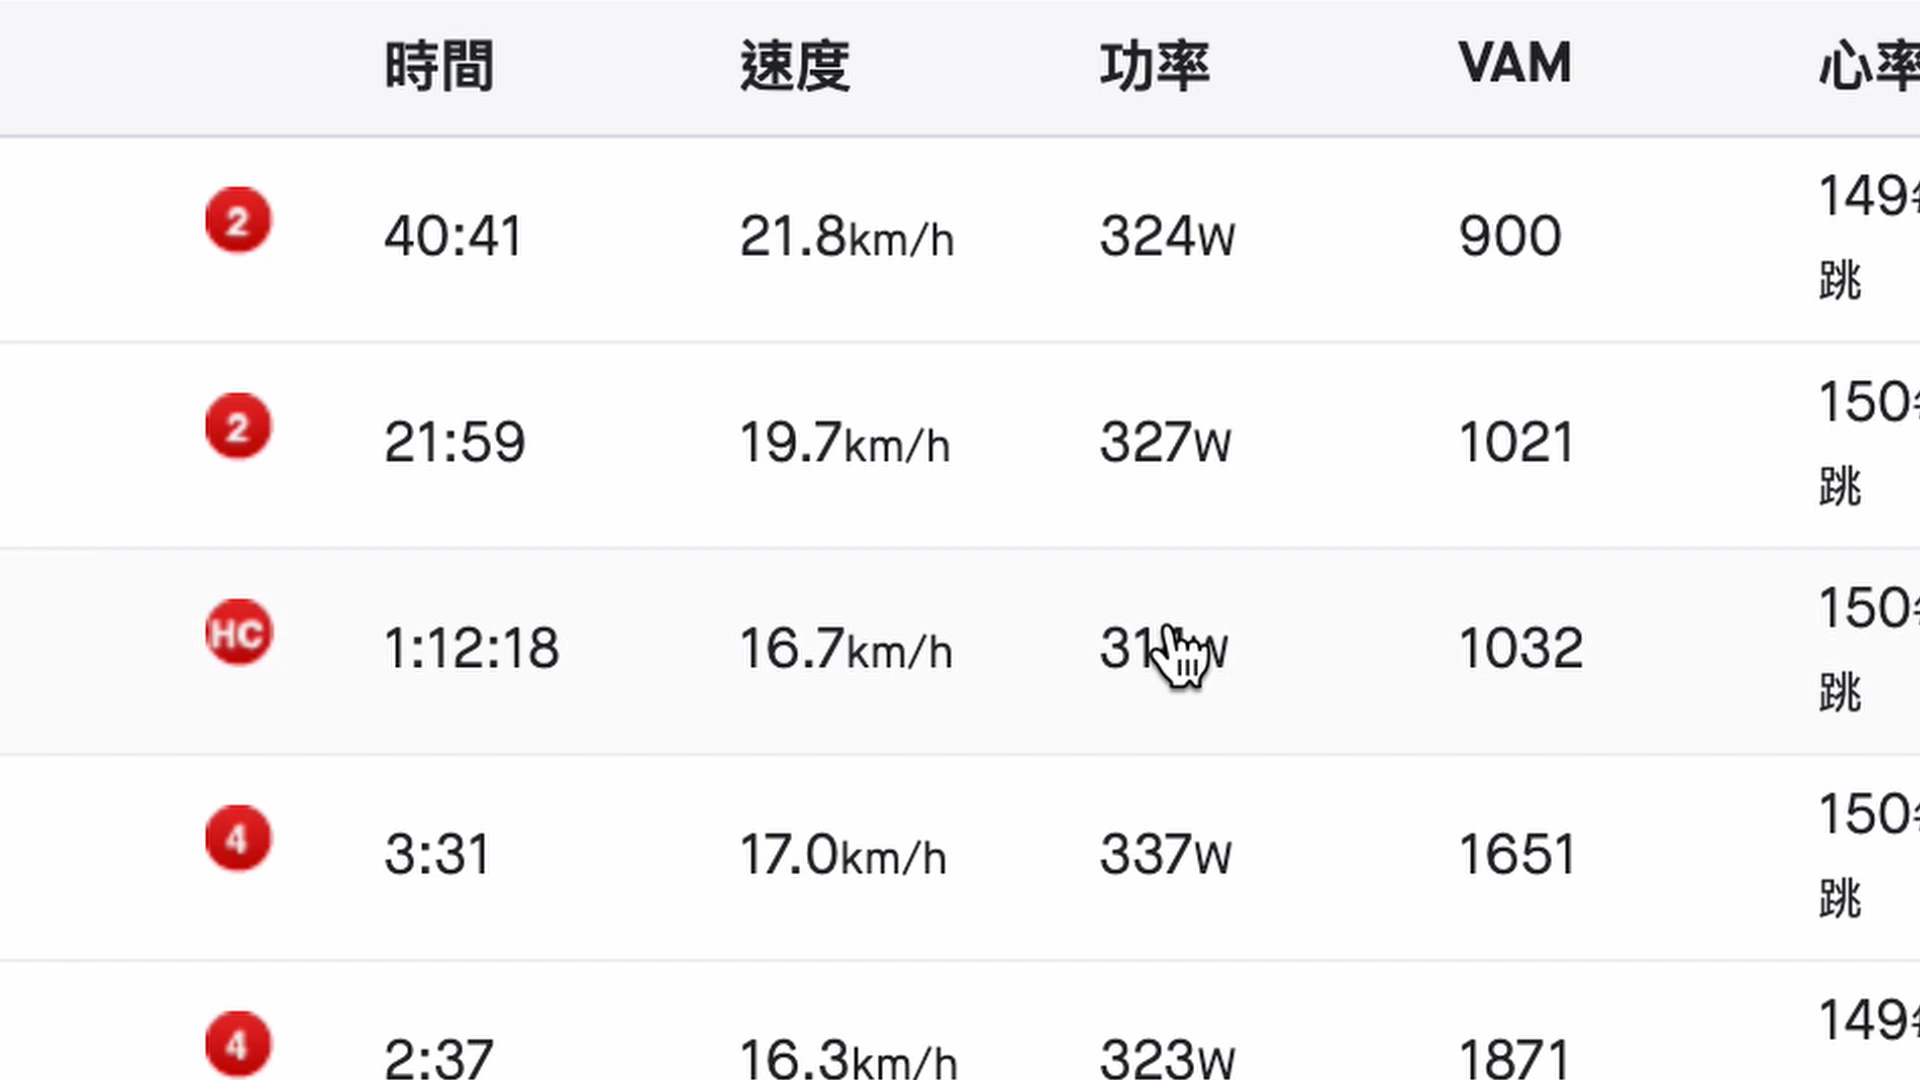 時間 速度 功率 VAM 心率
2 40:41 21.8km/h 324W 900 149
跳
2 21:59 19.7km/h 327W 1021 150
跳
HC 1:12:18 16.7km/h 1032 150
跳
4 3:31 17.0km/h 337W 1651 150
跳
4 2:37 16.3km/h 323W 1871 149